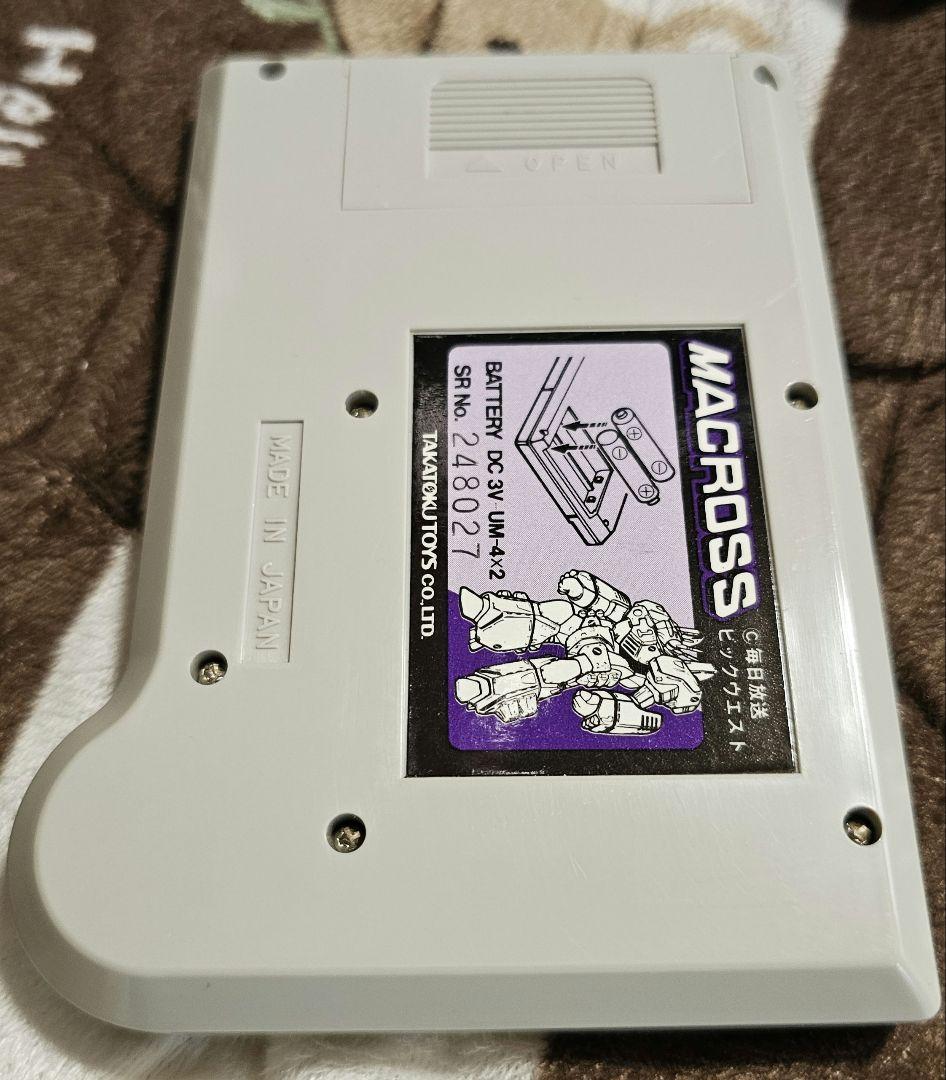 OPEN
MACROSS
C毎日放送
ビックウエスト
BATTERY DC 3V UM-4×2
SR No. 248027
TAKATOKU TOYS CO.,LTD.
MADE IN JAPAN